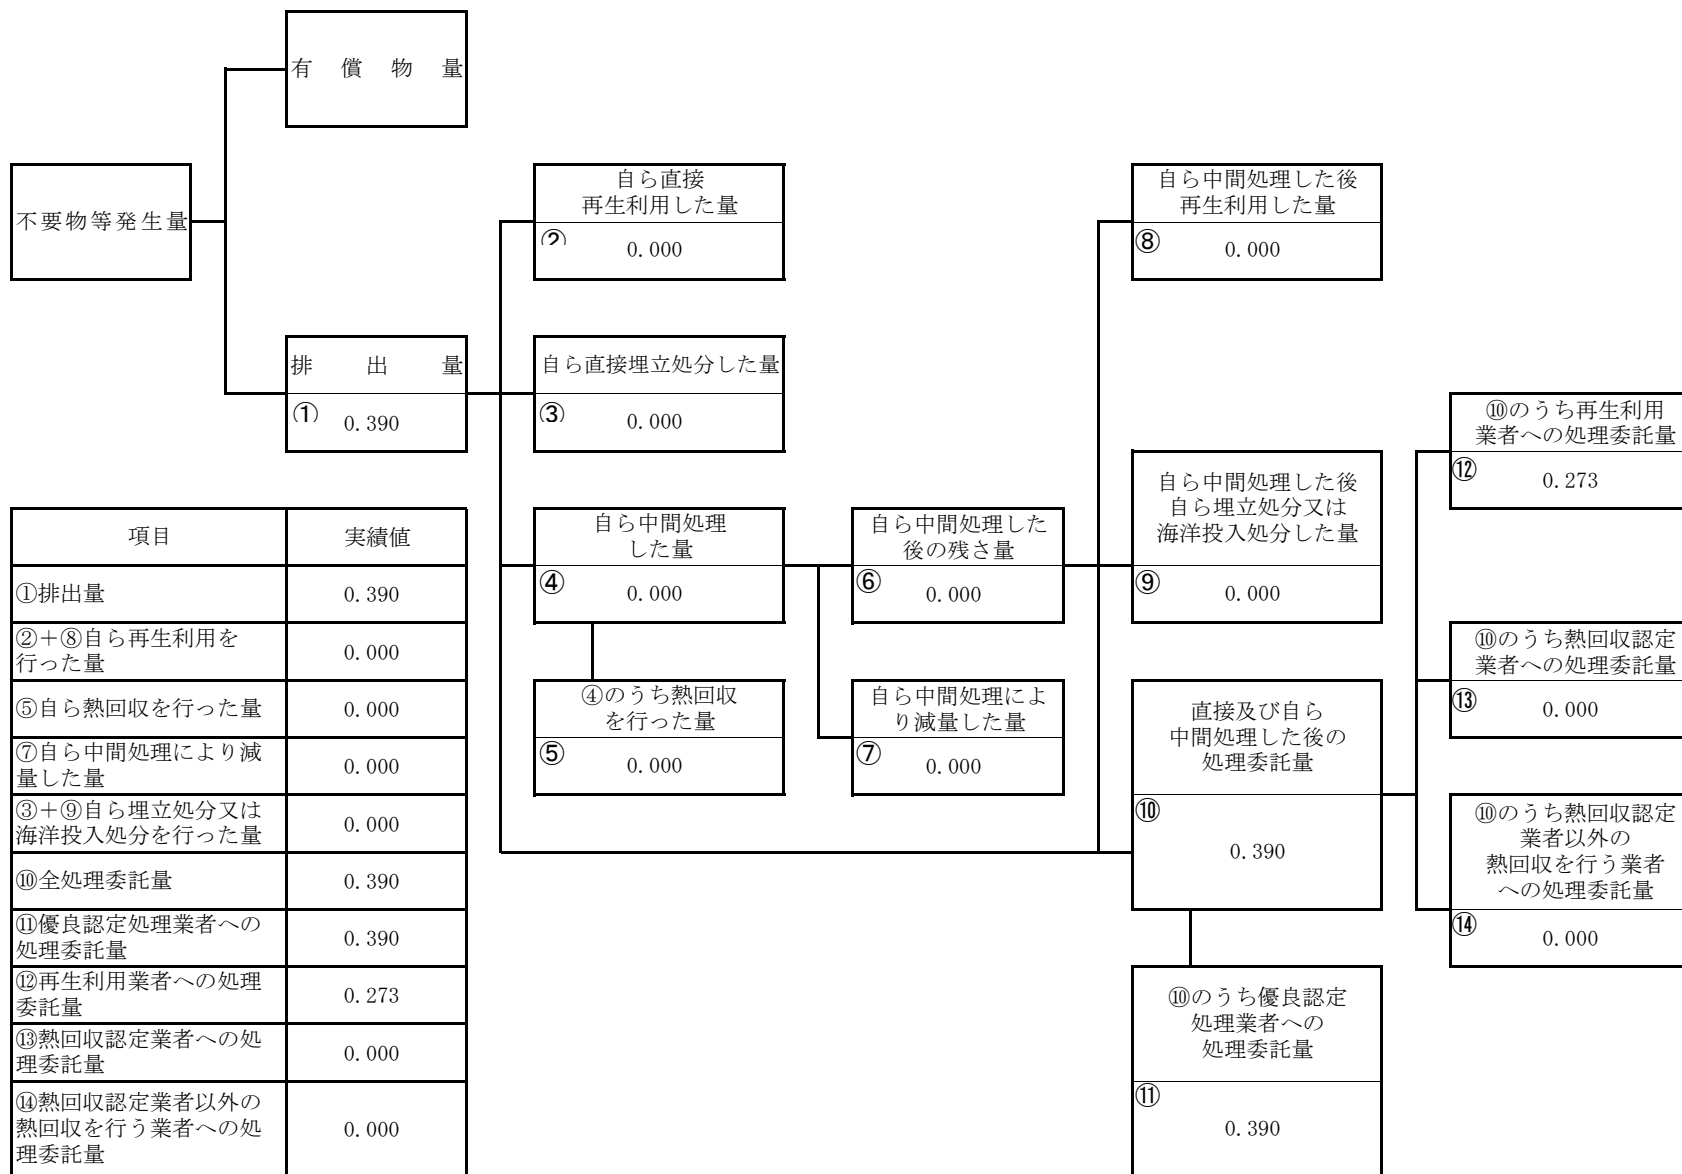 有償物量
不要物等発生量
自ら直接
再生利用した量
②
0.000
自ら中間処理した後
再生利用した量
⑧
0.000
排出量
①
0.390
自ら直接埋立処分した量
③
0.000
⑩のうち再生利用
業者への処理委託量
⑫
0.273
自ら中間処理
した量
④
0.000
自ら中間処理した
後の残さ量
⑥
0.000
自ら中間処理した後
自ら埋立処分又は
海洋投入処分した量
⑨
0.000
⑩のうち熱回収認定
業者への処理委託量
⑬
0.000
④のうち熱回収
を行った量
⑤
0.000
自ら中間処理によ
り減量した量
⑦
0.000
直接及び自ら
中間処理した後の
処理委託量
⑩
0.390
⑩のうち熱回収認定
業者以外の
熱回収を行う業者
への処理委託量
⑭
0.000
⑩のうち優良認定
処理業者への
処理委託量
⑪
0.390
項目 実績値
①排出量 0.390
②＋⑧自ら再生利用を
行った量 0.000
⑤自ら熱回収を行った量 0.000
⑦自ら中間処理により減
量した量 0.000
③＋⑨自ら埋立処分又は
海洋投入処分を行った量 0.000
⑩全処理委託量 0.390
⑪優良認定処理業者への
処理委託量 0.390
⑫再生利用業者への処理
委託量 0.273
⑬熱回収認定業者への処
理委託量 0.000
⑭熱回収認定業者以外の
熱回収を行う業者への処
理委託量 0.000